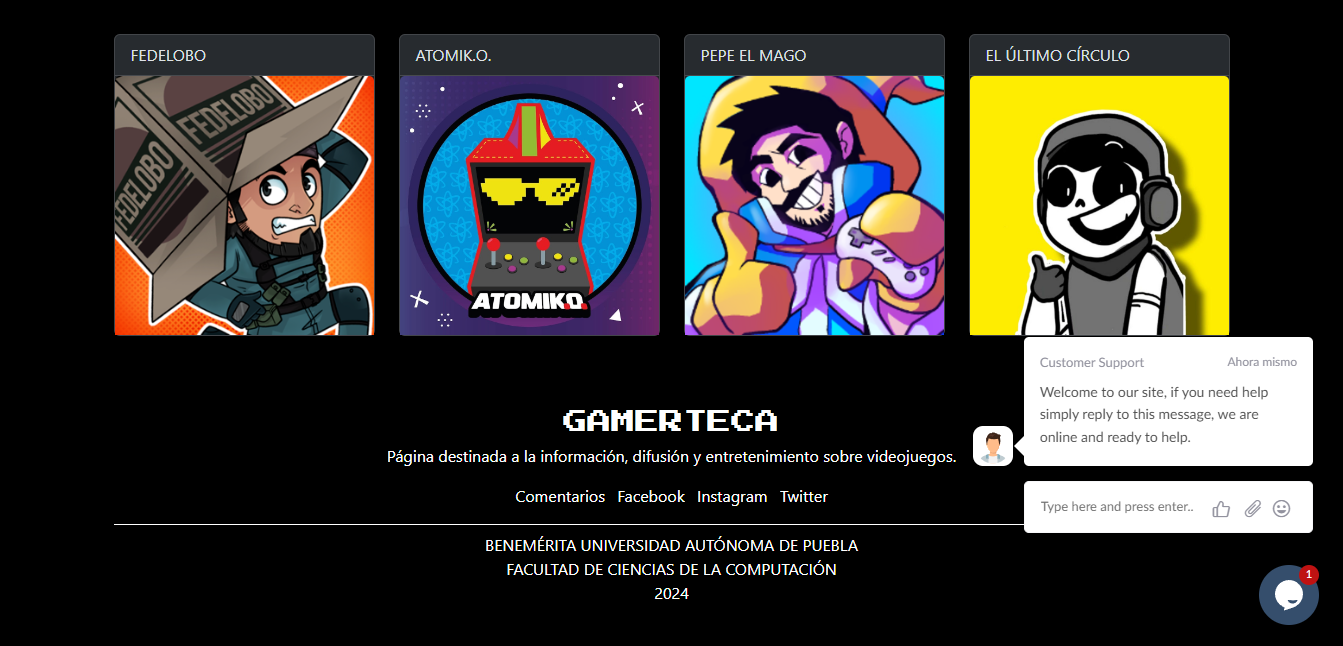 FEDELOBO
ATOMIK.O.
PEPE EL MAGO
EL ÚLTIMO CÍRCULO
FEDELOBO
FEDELOBO
ATOMIK.O.
Customer Support
Ahora mismo
Welcome to our site, if you need help
simply reply to this message, we are
online and ready to help.
GAMERTECA
Página destinada a la información, difusión y entretenimiento sobre videojuegos.
Comentarios Facebook Instagram Twitter
Type here and press enter..
BENEMÉRITA UNIVERSIDAD AUTÓNOMA DE PUEBLA
FACULTAD DE CIENCIAS DE LA COMPUTACIÓN
2024
1